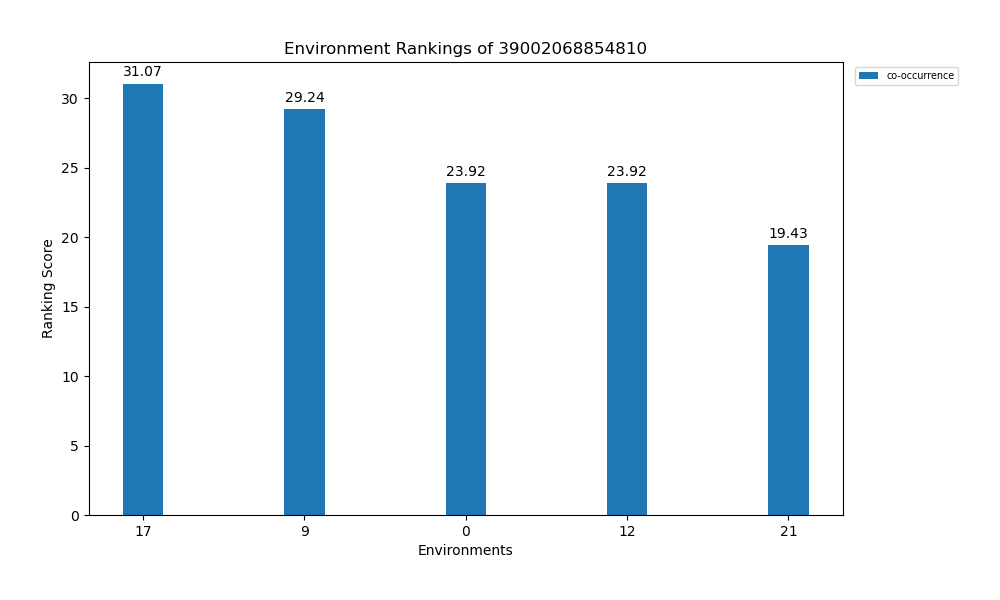 Environment Rankings of 39002068854810
co-occurrence
31.07
29.24
23.92
23.92
19.43
Ranking Score
30
25
20
15
10
5
0
17 9 0 12 21
Environments